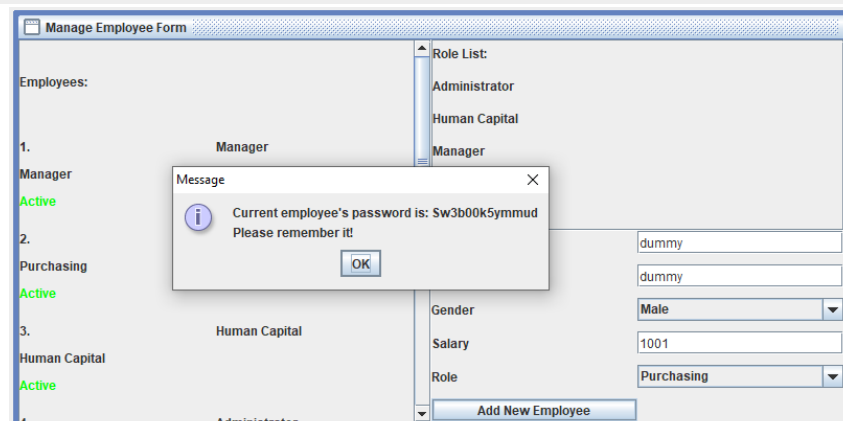 Manage Employee Form
Employees:
1. Manager
Manager
Active
2.
Purchasing
Active
3. Human Capital
Human Capital
Active
Role List:
Administrator
Human Capital
Manager
Message
Current employee's password is: Sw3b00k5ymmud
Please remember it!
OK
dummy
dummy
Gender Male
Salary 1001
Role Purchasing
Add New Employee